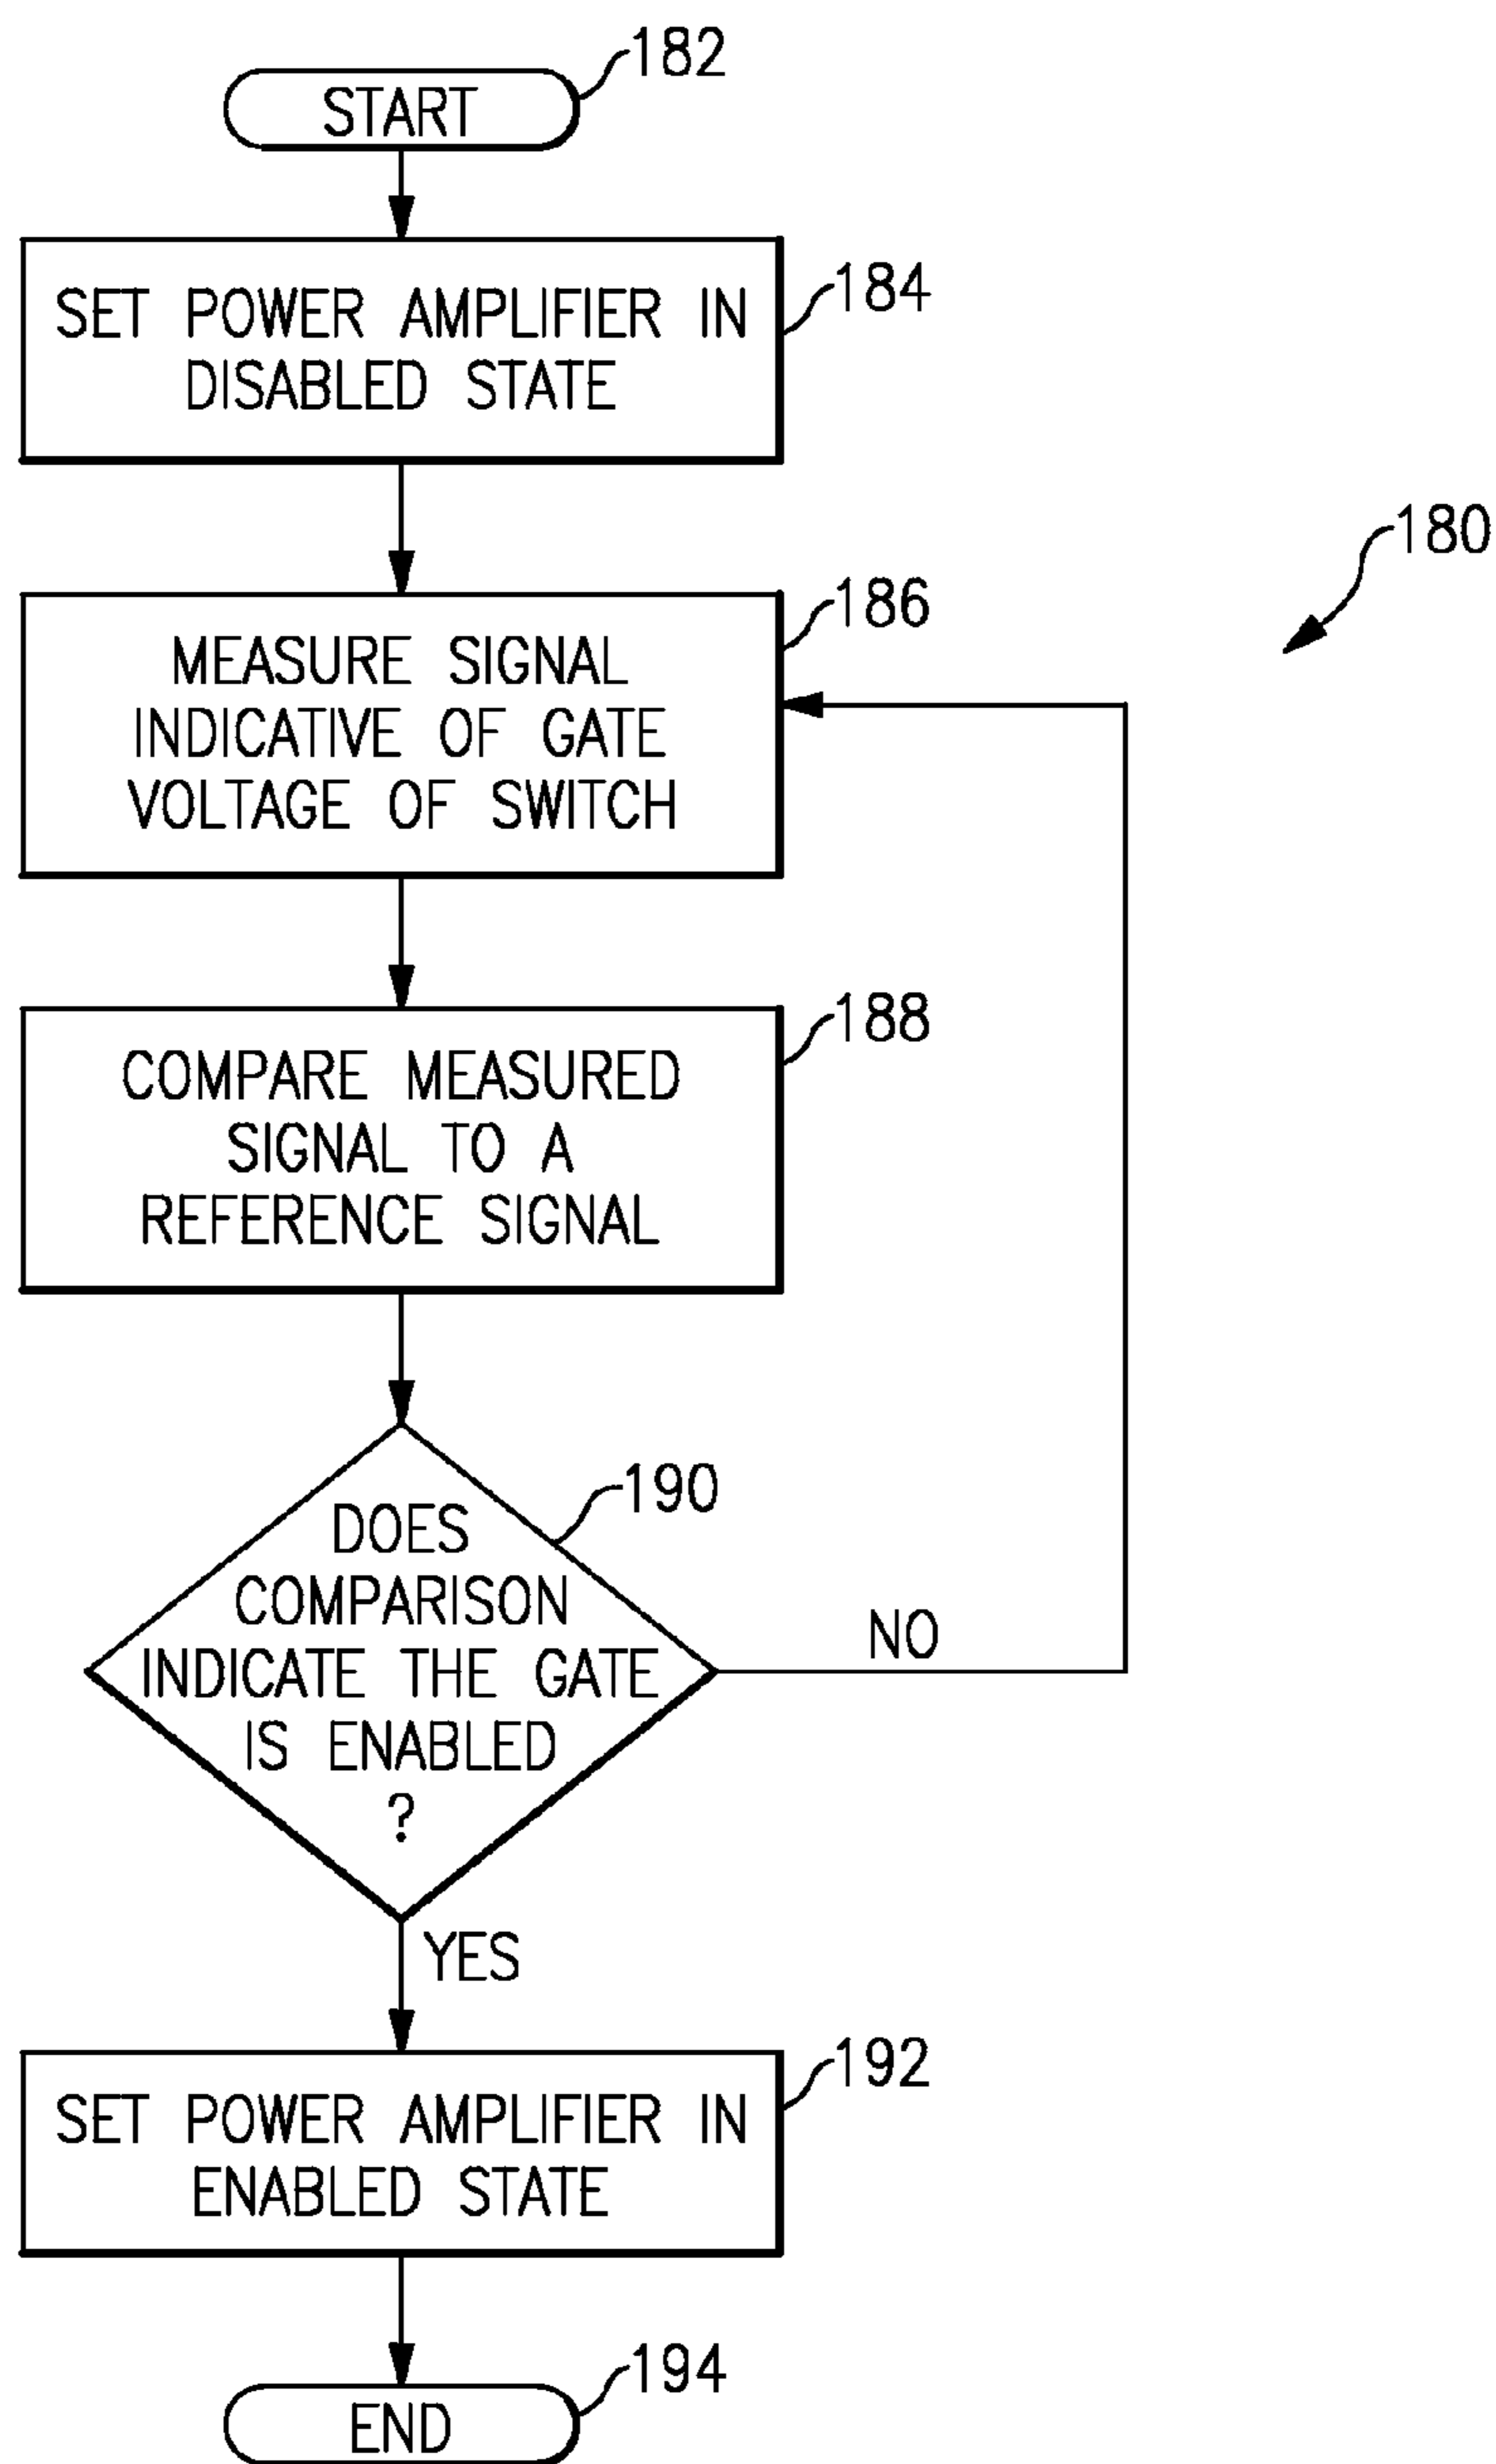 182
START
184
SET POWER AMPLIFIER IN
DISABLED STATE
180
186
MEASURE SIGNAL
INDICATIVE OF GATE
VOLTAGE OF SWITCH
188
COMPARE MEASURED
SIGNAL TO A
REFERENCE SIGNAL
190
DOES
COMPARISON
INDICATE THE GATE
IS ENABLED
?
NO
YES
192
SET POWER AMPLIFIER IN
ENABLED STATE
194
END